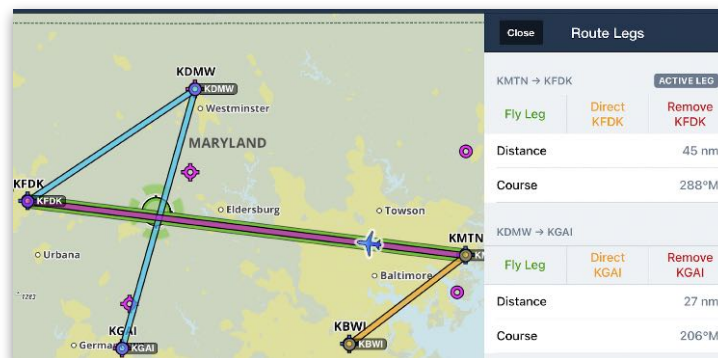 KDMW
KDMW
Westminster
MARYLAND
KFDK
KFDK
Eldersburg
Towson
KMTN
Urbana
Baltimore
1283
KBWI
KBWI
KGAI
KGAI
Close
Route Legs
KMTN → KFDK
ACTIVE LEG
Fly Leg
Direct
KFDK
Remove
KFDK
Distance
45 nm
Course
288°M
KDMW → KGAI
Fly Leg
Direct
KGAI
Remove
KGAI
Distance
27 nm
Course
206°M